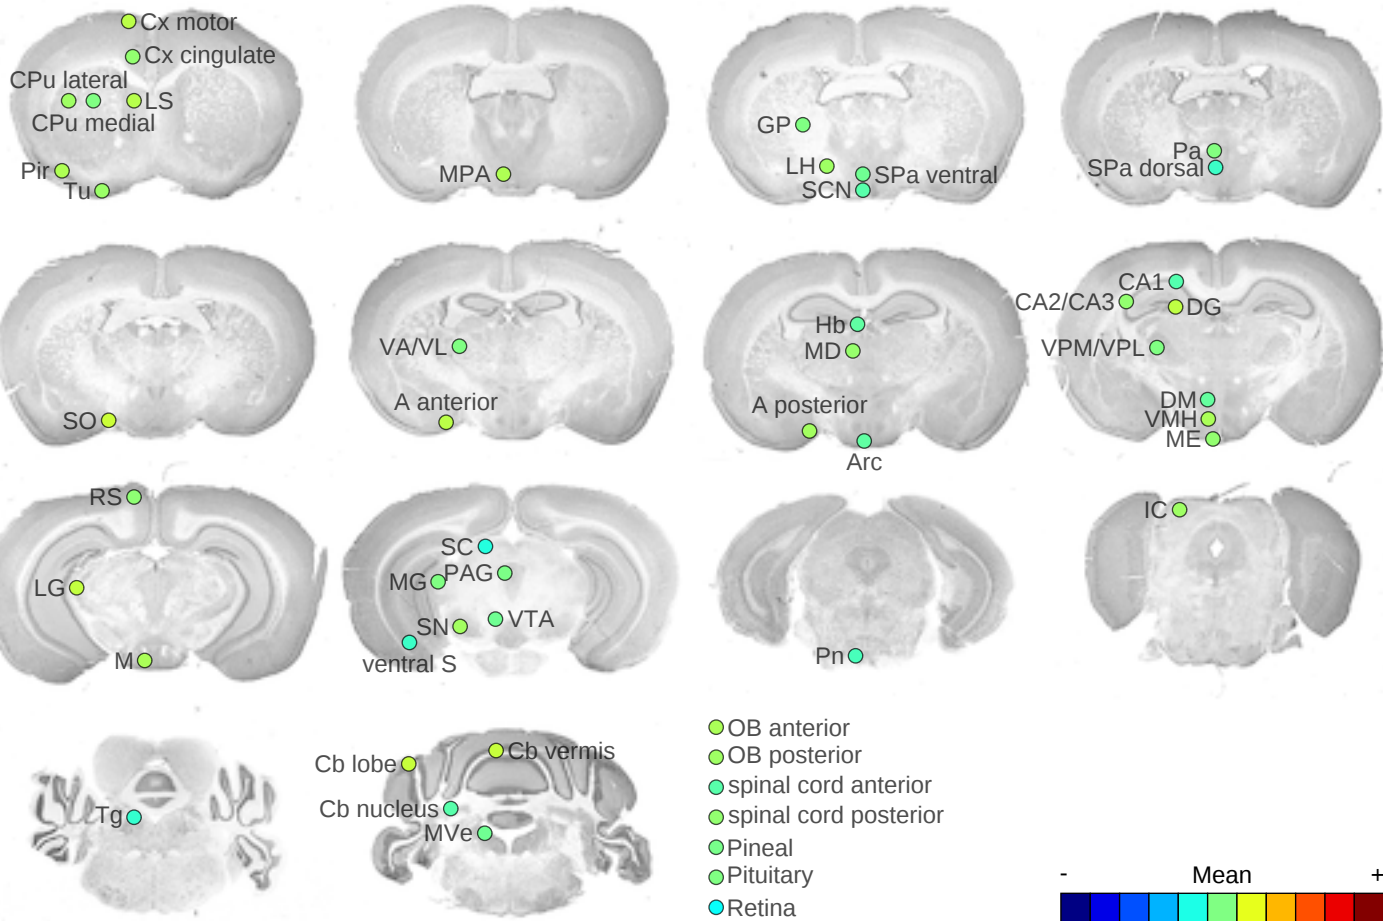 Cx motor
Cx cingulate
CPu lateral
LS
CPu medial
Pir
Tu
MPA
GP
LH
SPa ventral
SCN
Pa
SPa dorsal
SO
VA/VL
A anterior
Hb
MD
A posterior
Arc
CA1
CA2/CA3
DG
VPM/VPL
DM
VMH
ME
RS
LG
M
SC
PAG
MG
VTA
SN
ventral S
Pn
IC
Tg
Cb vermis
Cb lobe
Cb nucleus
MVe
OB anterior
OB posterior
spinal cord anterior
spinal cord posterior
Pineal
Pituitary
Retina
- Mean +